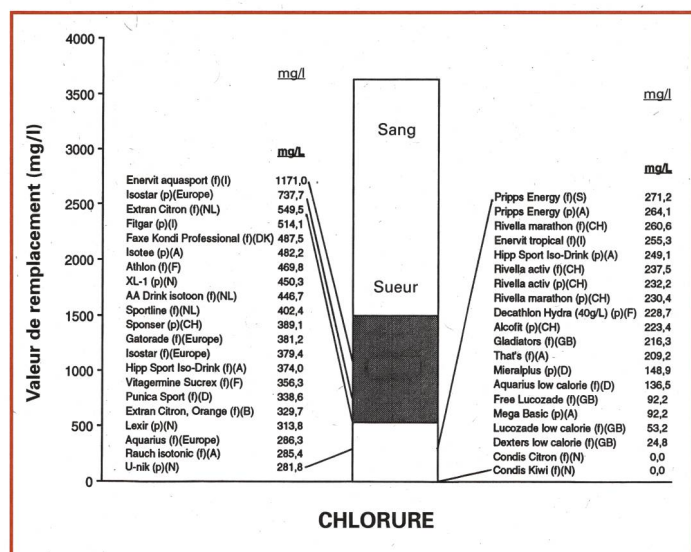 4000
3500
3000
2500
2000
1500
1000
500
0
Valeur de remplacement (mg/l)
mg/l
mg/L
Enervit aquasport (f)(I) 1171,0
Isostar (p)(Europe) 737,7
Extran Citron (f)(NL) 549,5
Fitgar (p)(I) 514,1
Faxe Kondi Professional (f)(DK) 487,5
Isotee (p)(A) 482,2
Athlon (f)(F) 469,8
XL-1 (p)(N) 450,3
AA Drink isotoon (f)(NL) 446,7
Sportline (f)(NL) 402,4
Sponser (p)(CH) 389,1
Gatorade (f)(Europe) 381,2
Isostar (f)(Europe) 379,4
Hipp Sport Iso-Drink (f)(A) 374,0
Vitagermine Sucrex (f)(F) 356,3
Punica Sport (f)(D) 338,6
Extran Citron, Orange (f)(B) 329,7
Lexir (p)(N) 313,8
Aquarius (f)(Europe) 286,3
Rauch isotonic (f)(A) 285,4
U-nik (p)(N) 281,8
Sang
Sueur
mg/l
mg/L
Pripps Energy (f)(S) 271,2
Pripps Energy (p)(A) 264,1
Rivella marathon (f)(CH) 260,6
Enervit tropical (f)(I) 255,3
Hipp Sport Iso-Drink (p)(A) 249,1
Rivella activ (f)(CH) 237,5
Rivella activ (p)(CH) 232,2
Rivella marathon (p)(CH) 230,4
Decathlon Hydra (40g/L) (p)(F) 228,7
Alcofit (p)(CH) 223,4
Gladiators (f)(GB) 216,3
That's (f)(A) 209,2
Mieralplus (p)(D) 148,9
Aquarius low calorie (f)(D) 136,5
Free Lucozade (f)(GB) 92,2
Mega Basic (p)(A) 92,2
Lucozade low calorie (f)(GB) 53,2
Dexters low calorie (f)(GB) 24,8
Condis Citron (f)(N) 0,0
Condis Kiwi (f)(N) 0,0
CHLORURE